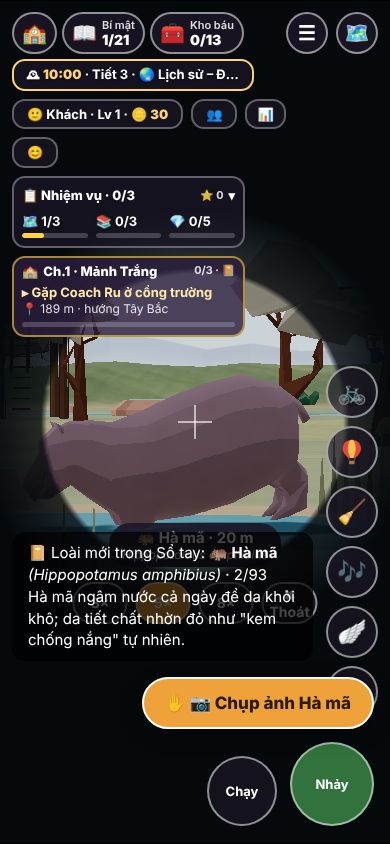 Bí mật
1/21
Kho báu
0/13
10:00 · Tiết 3 · Lịch sử – Đ...
Khách · Lv 1 · 30
Nhiệm vụ · 0/3
0 ▾
1/3
0/3
0/5
Ch.1 · Mảnh Trắng
0/3 ·
▸ Gặp Coach Ru ở cổng trường
189 m · hướng Tây Bắc
Hà mã · 20 m
Thoát
Loài mới trong Sổ tay: Hà mã
(Hippopotamus amphibius) · 2/93
Hà mã ngâm nước cả ngày để da khỏi
khô; da tiết chất nhờn đỏ như "kem
chống nắng" tự nhiên.
Chụp ảnh Hà mã
Chạy
Nhảy